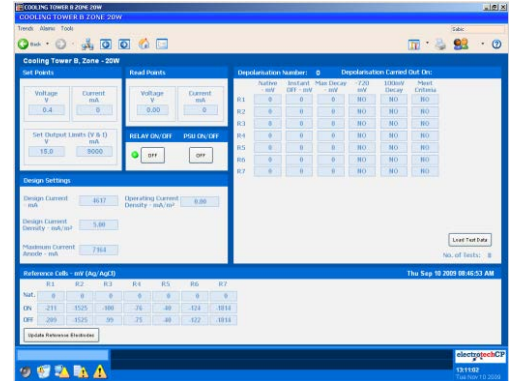 COOLING TOWER B ZONE 20W
COOLING TOWER B ZONE 20W
Trends Alarms Tools
Back
Cooling Tower B, Zone - 20W
Set Points
Voltage Current
V mA
0.4 0
Set Output Limits (V & I)
V mA
15.0 9000
Read Points
Voltage Current
V mA
0.00 0
RELAY ON/OFF PSU ON/OFF
OFF OFF
Design Settings
Design Current - mA 4617 Operating Current Density - mA/m² 0.00
Design Current Density - mA/m² 5.00
Maximum Current Anode - mA 7164
Depolarisation Number: 0 Depolarisation Carried Out On:
Native - mV Instant OFF - mV Max Decay - mV -720 mV 100mV Decay Meet Criteria
R1 0 0 0 NO NO NO
R2 0 0 0 NO NO NO
R3 0 0 0 NO NO NO
R4 0 0 0 NO NO NO
R5 0 0 0 NO NO NO
R6 0 0 0 NO NO NO
R7 0 0 0 NO NO NO
Load Test Data
No. of Tests: 0
Reference Cells - mV (Ag/AgCl) Thu Sep 10 2009 08:46:53 AM
R1 R2 R3 R4 R5 R6 R7
Nat. 0 0 0 0 0 0 0
ON -76 -40 -124
OFF -75 -40 -122
Update Reference Electrodes
electrotechCP
13:11:02
Tue Nov 10 2009